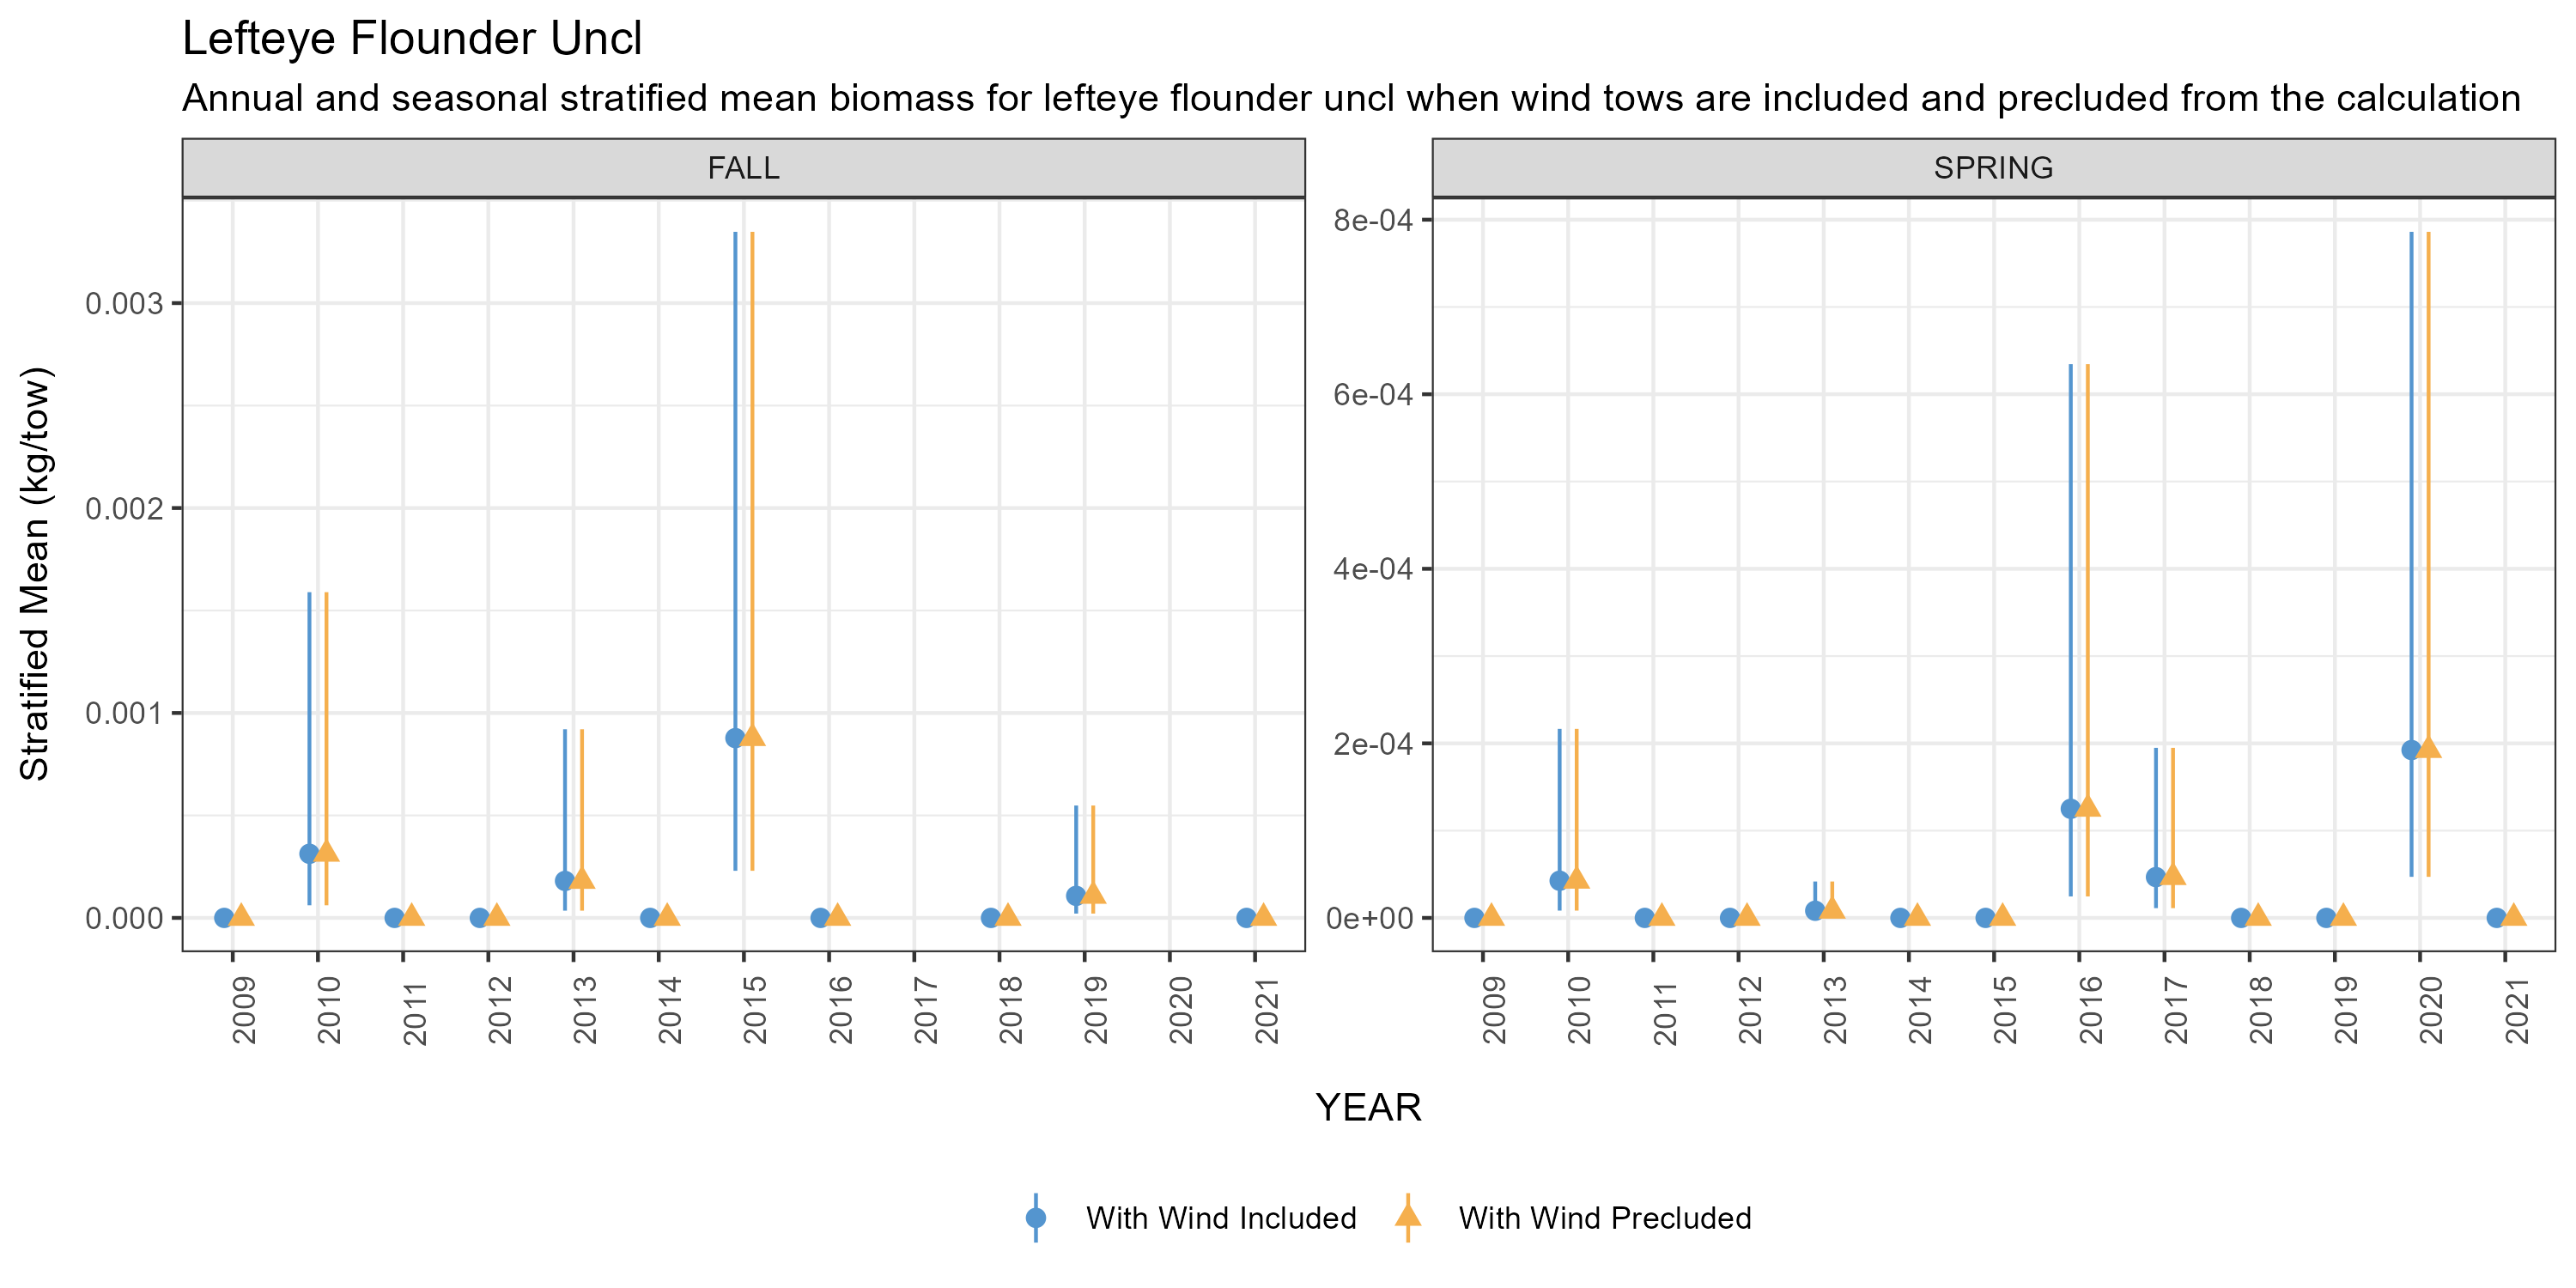 Lefteye Flounder Uncl
Annual and seasonal stratified mean biomass for lefteye flounder uncl when wind tows are included and precluded from the calculation
FALL
SPRING
Stratified Mean (kg/tow)
0.003
0.002
0.001
0.000
8e-04
6e-04
4e-04
2e-04
0e+00
2009 2010 2011 2012 2013 2014 2015 2016 2017 2018 2019 2020 2021
2009 2010 2011 2012 2013 2014 2015 2016 2017 2018 2019 2020 2021
YEAR
With Wind Included
With Wind Precluded